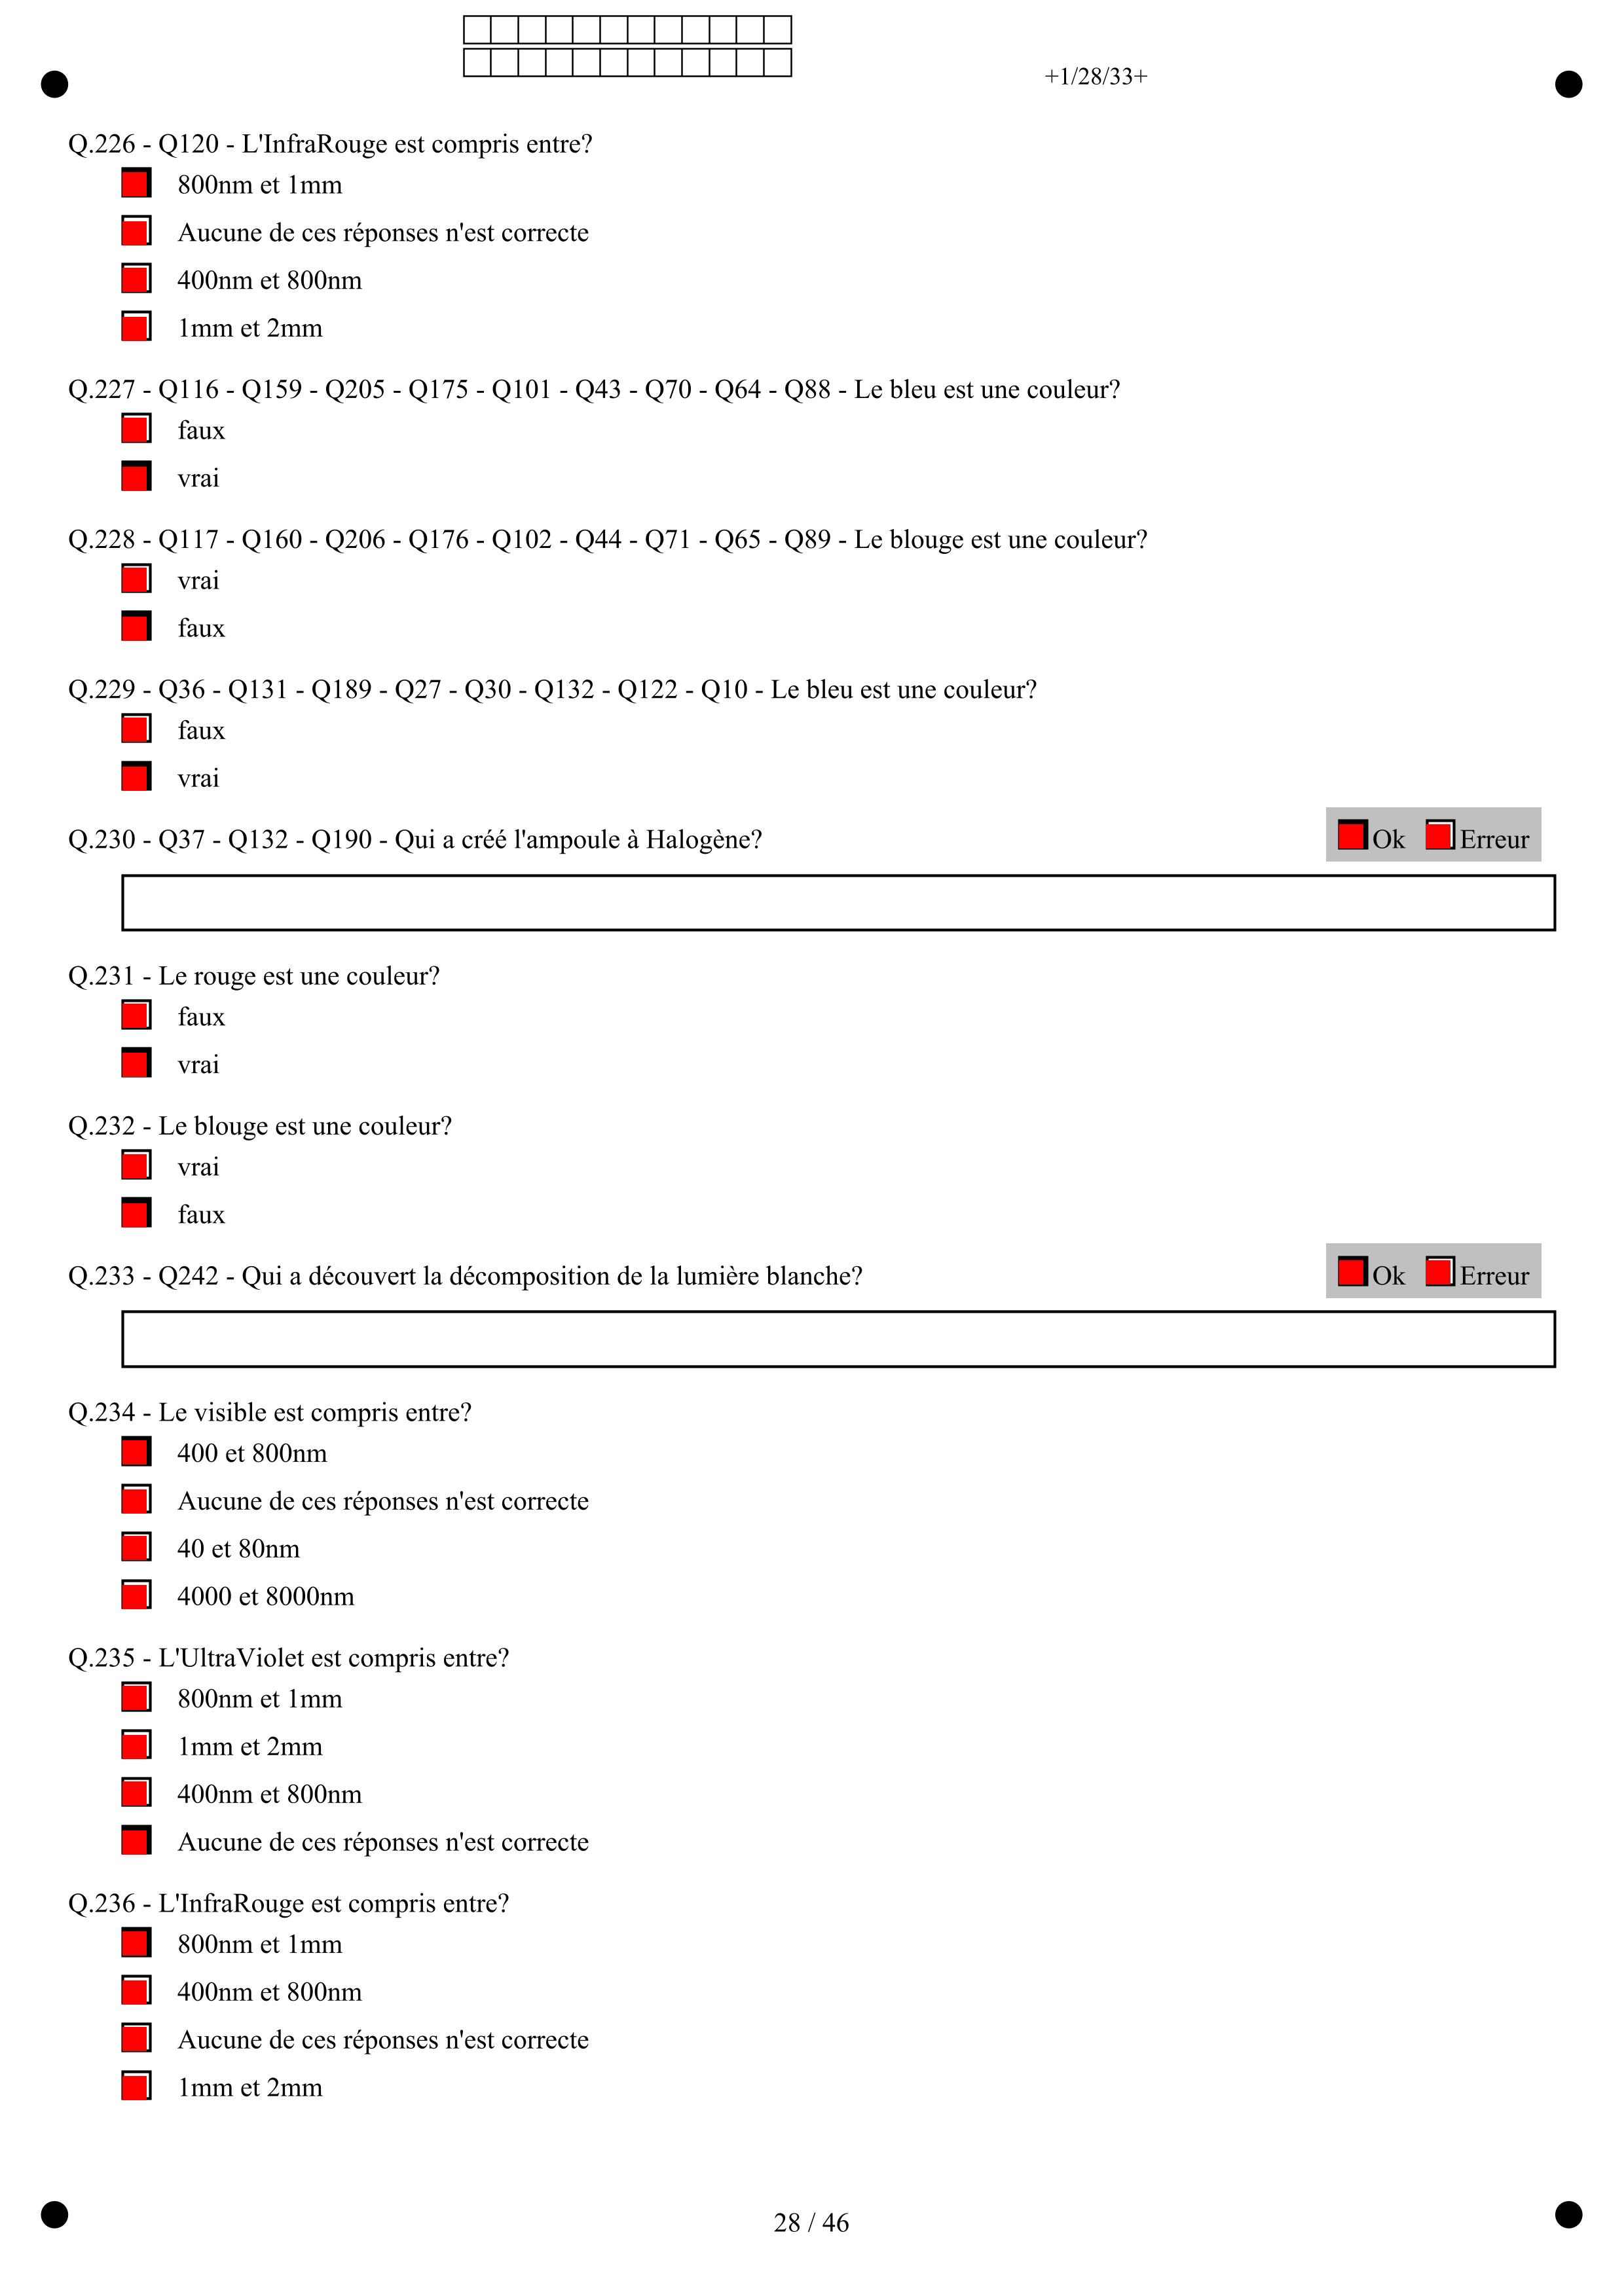 +1/28/33+
Q.226 - Q120 - L'InfraRouge est compris entre?
800nm et 1mm
Aucune de ces réponses n'est correcte
400nm et 800nm
1mm et 2mm
Q.227 - Q116 - Q159 - Q205 - Q175 - Q101 - Q43 - Q70 - Q64 - Q88 - Le bleu est une couleur?
faux
vrai
Q.228 - Q117 - Q160 - Q206 - Q176 - Q102 - Q44 - Q71 - Q65 - Q89 - Le blouge est une couleur?
vrai
faux
Q.229 - Q36 - Q131 - Q189 - Q27 - Q30 - Q132 - Q122 - Q10 - Le bleu est une couleur?
faux
vrai
Q.230 - Q37 - Q132 - Q190 - Qui a créé l'ampoule à Halogène? Ok Erreur
Q.231 - Le rouge est une couleur?
faux
vrai
Q.232 - Le blouge est une couleur?
vrai
faux
Q.233 - Q242 - Qui a découvert la décomposition de la lumière blanche? Ok Erreur
Q.234 - Le visible est compris entre?
400 et 800nm
Aucune de ces réponses n'est correcte
40 et 80nm
4000 et 8000nm
Q.235 - L'UltraViolet est compris entre?
800nm et 1mm
1mm et 2mm
400nm et 800nm
Aucune de ces réponses n'est correcte
Q.236 - L'InfraRouge est compris entre?
800nm et 1mm
400nm et 800nm
Aucune de ces réponses n'est correcte
1mm et 2mm
28 / 46